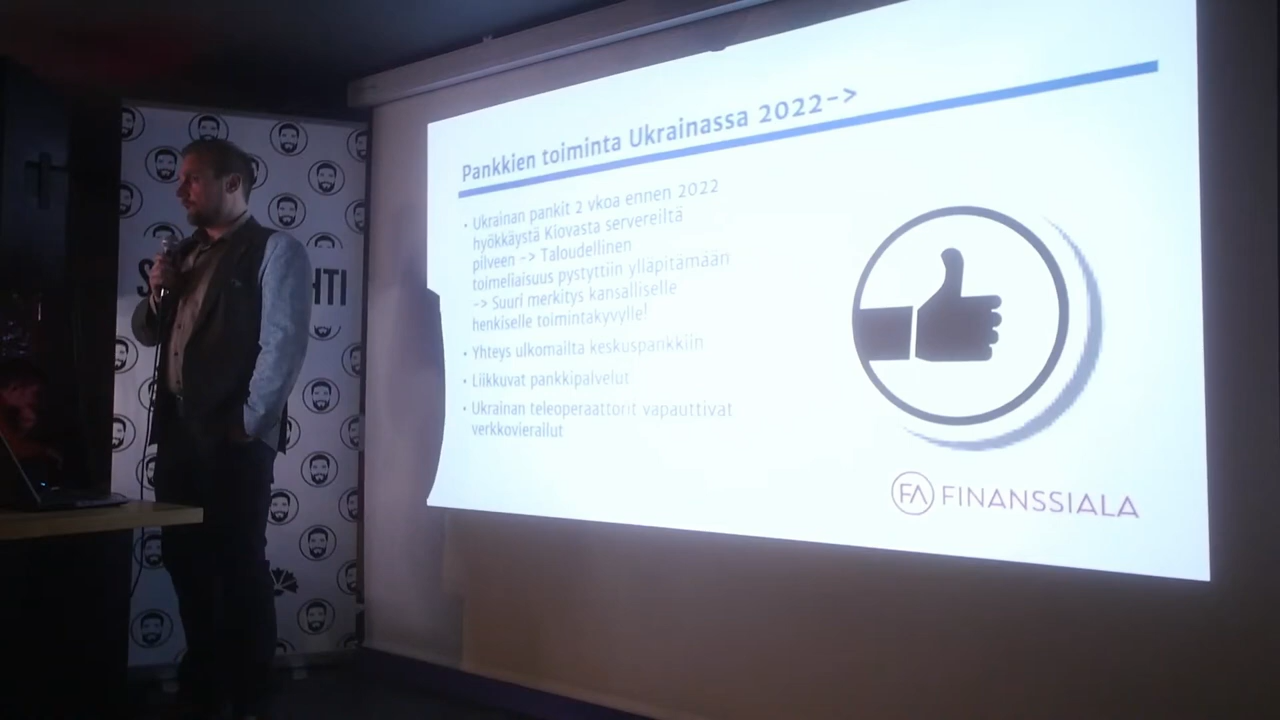 Pankkien toiminta Ukrainassa 2022->
• Ukrainan pankit 2 vkoa ennen 2022
hyökkäystä Kiovasta servereiltä
pilveen -> Taloudellinen
toimeliaisuus pystyttiin ylläpitämään
-> Suuri merkitys kansalliselle
henkiselle toimintakyvylle!
• Yhteys ulkomailta keskuspankkiin
• Liikkuvat pankkipalvelut
• Ukrainan teleoperaattorit vapauttivat
verkkovierailut
FA FINANSSIALA